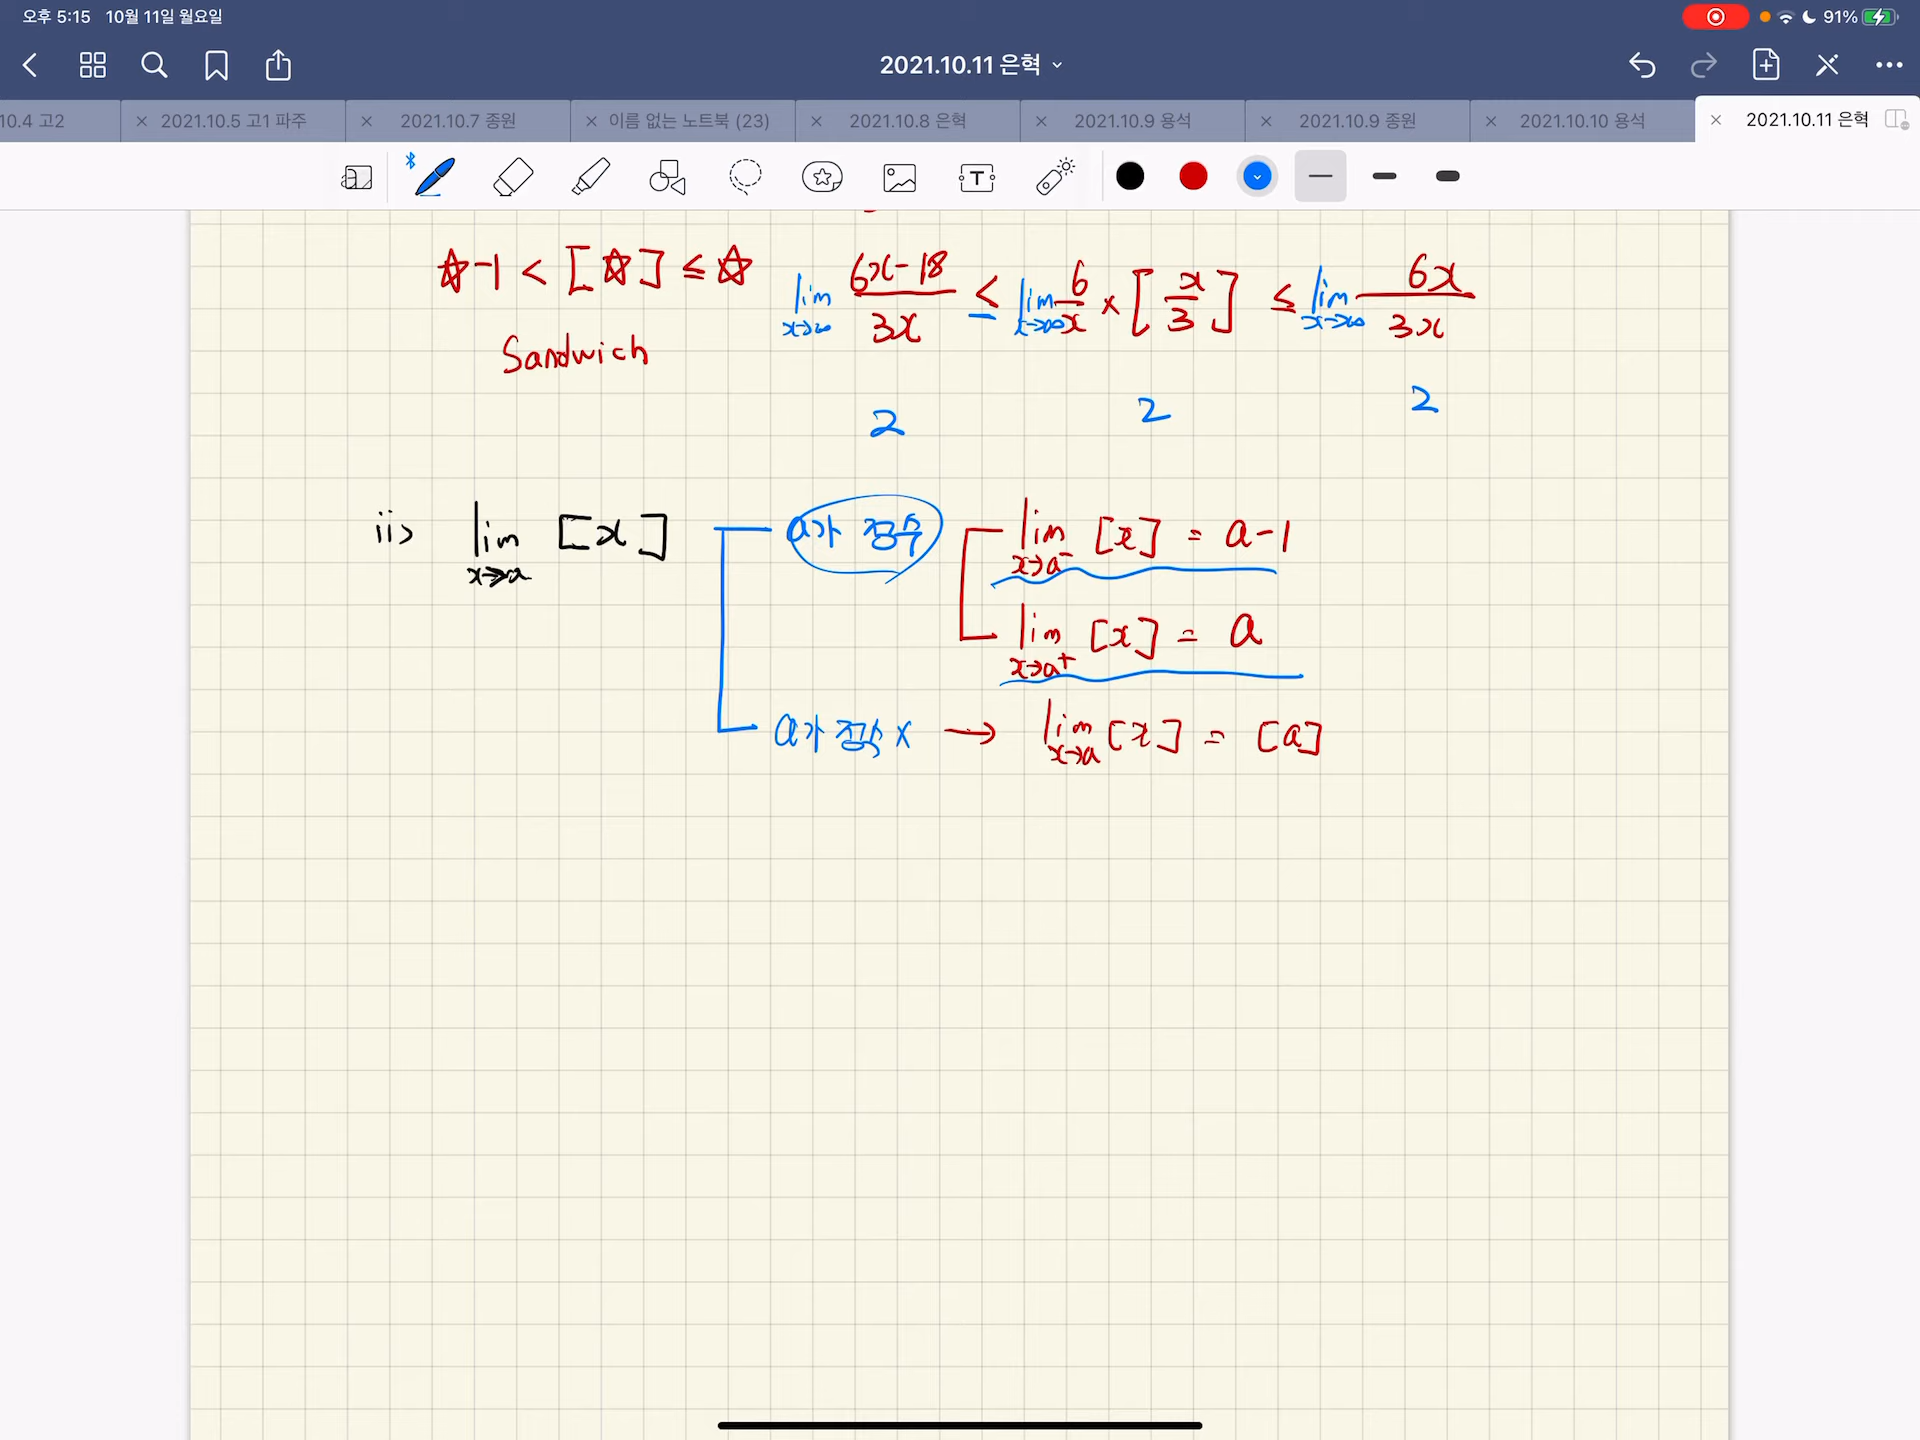 오후 5:15 10월 11일 월요일 91%
2021.10.11 은혁
10.4 고2 × 2021.10.5 고1 파주 × 2021.10.7 종원 × 이름 없는 노트북 (23) × 2021.10.8 은혁 × 2021.10.9 용석 × 2021.10.9 종원 × 2021.10.10 용석 × 2021.10.11 은혁
☆-1 < [☆] ≤ ☆
Sandwich
lim x→∞ (6x-18)/(3x) ≤ lim x→∞ 6/x × [x/3] ≤ lim x→∞ 6x/3x
2 2 2
ii> lim x→a [x]
a가 정수
lim x→a⁻ [x] = a-1
lim x→a⁺ [x] = a
a가 정수 x → lim x→a [x] = [a]